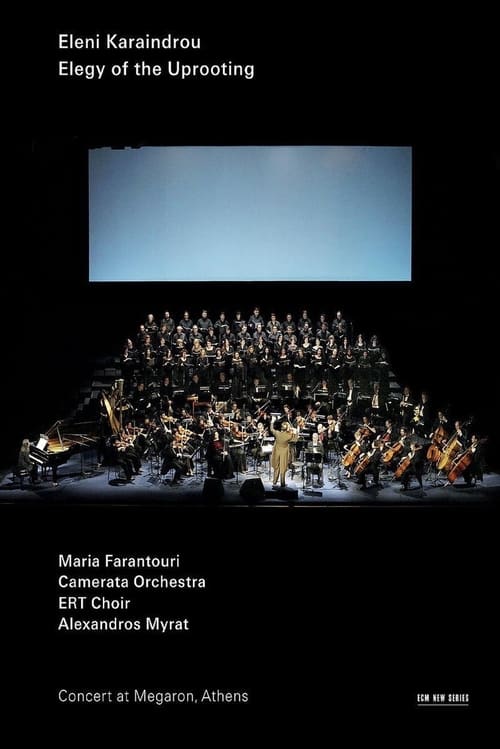 Eleni Karaindrou
Elegy of the Uprooting
Maria Farantouri
Camerata Orchestra
ERT Choir
Alexandros Myrat
Concert at Megaron, Athens
ECM NEW SERIES